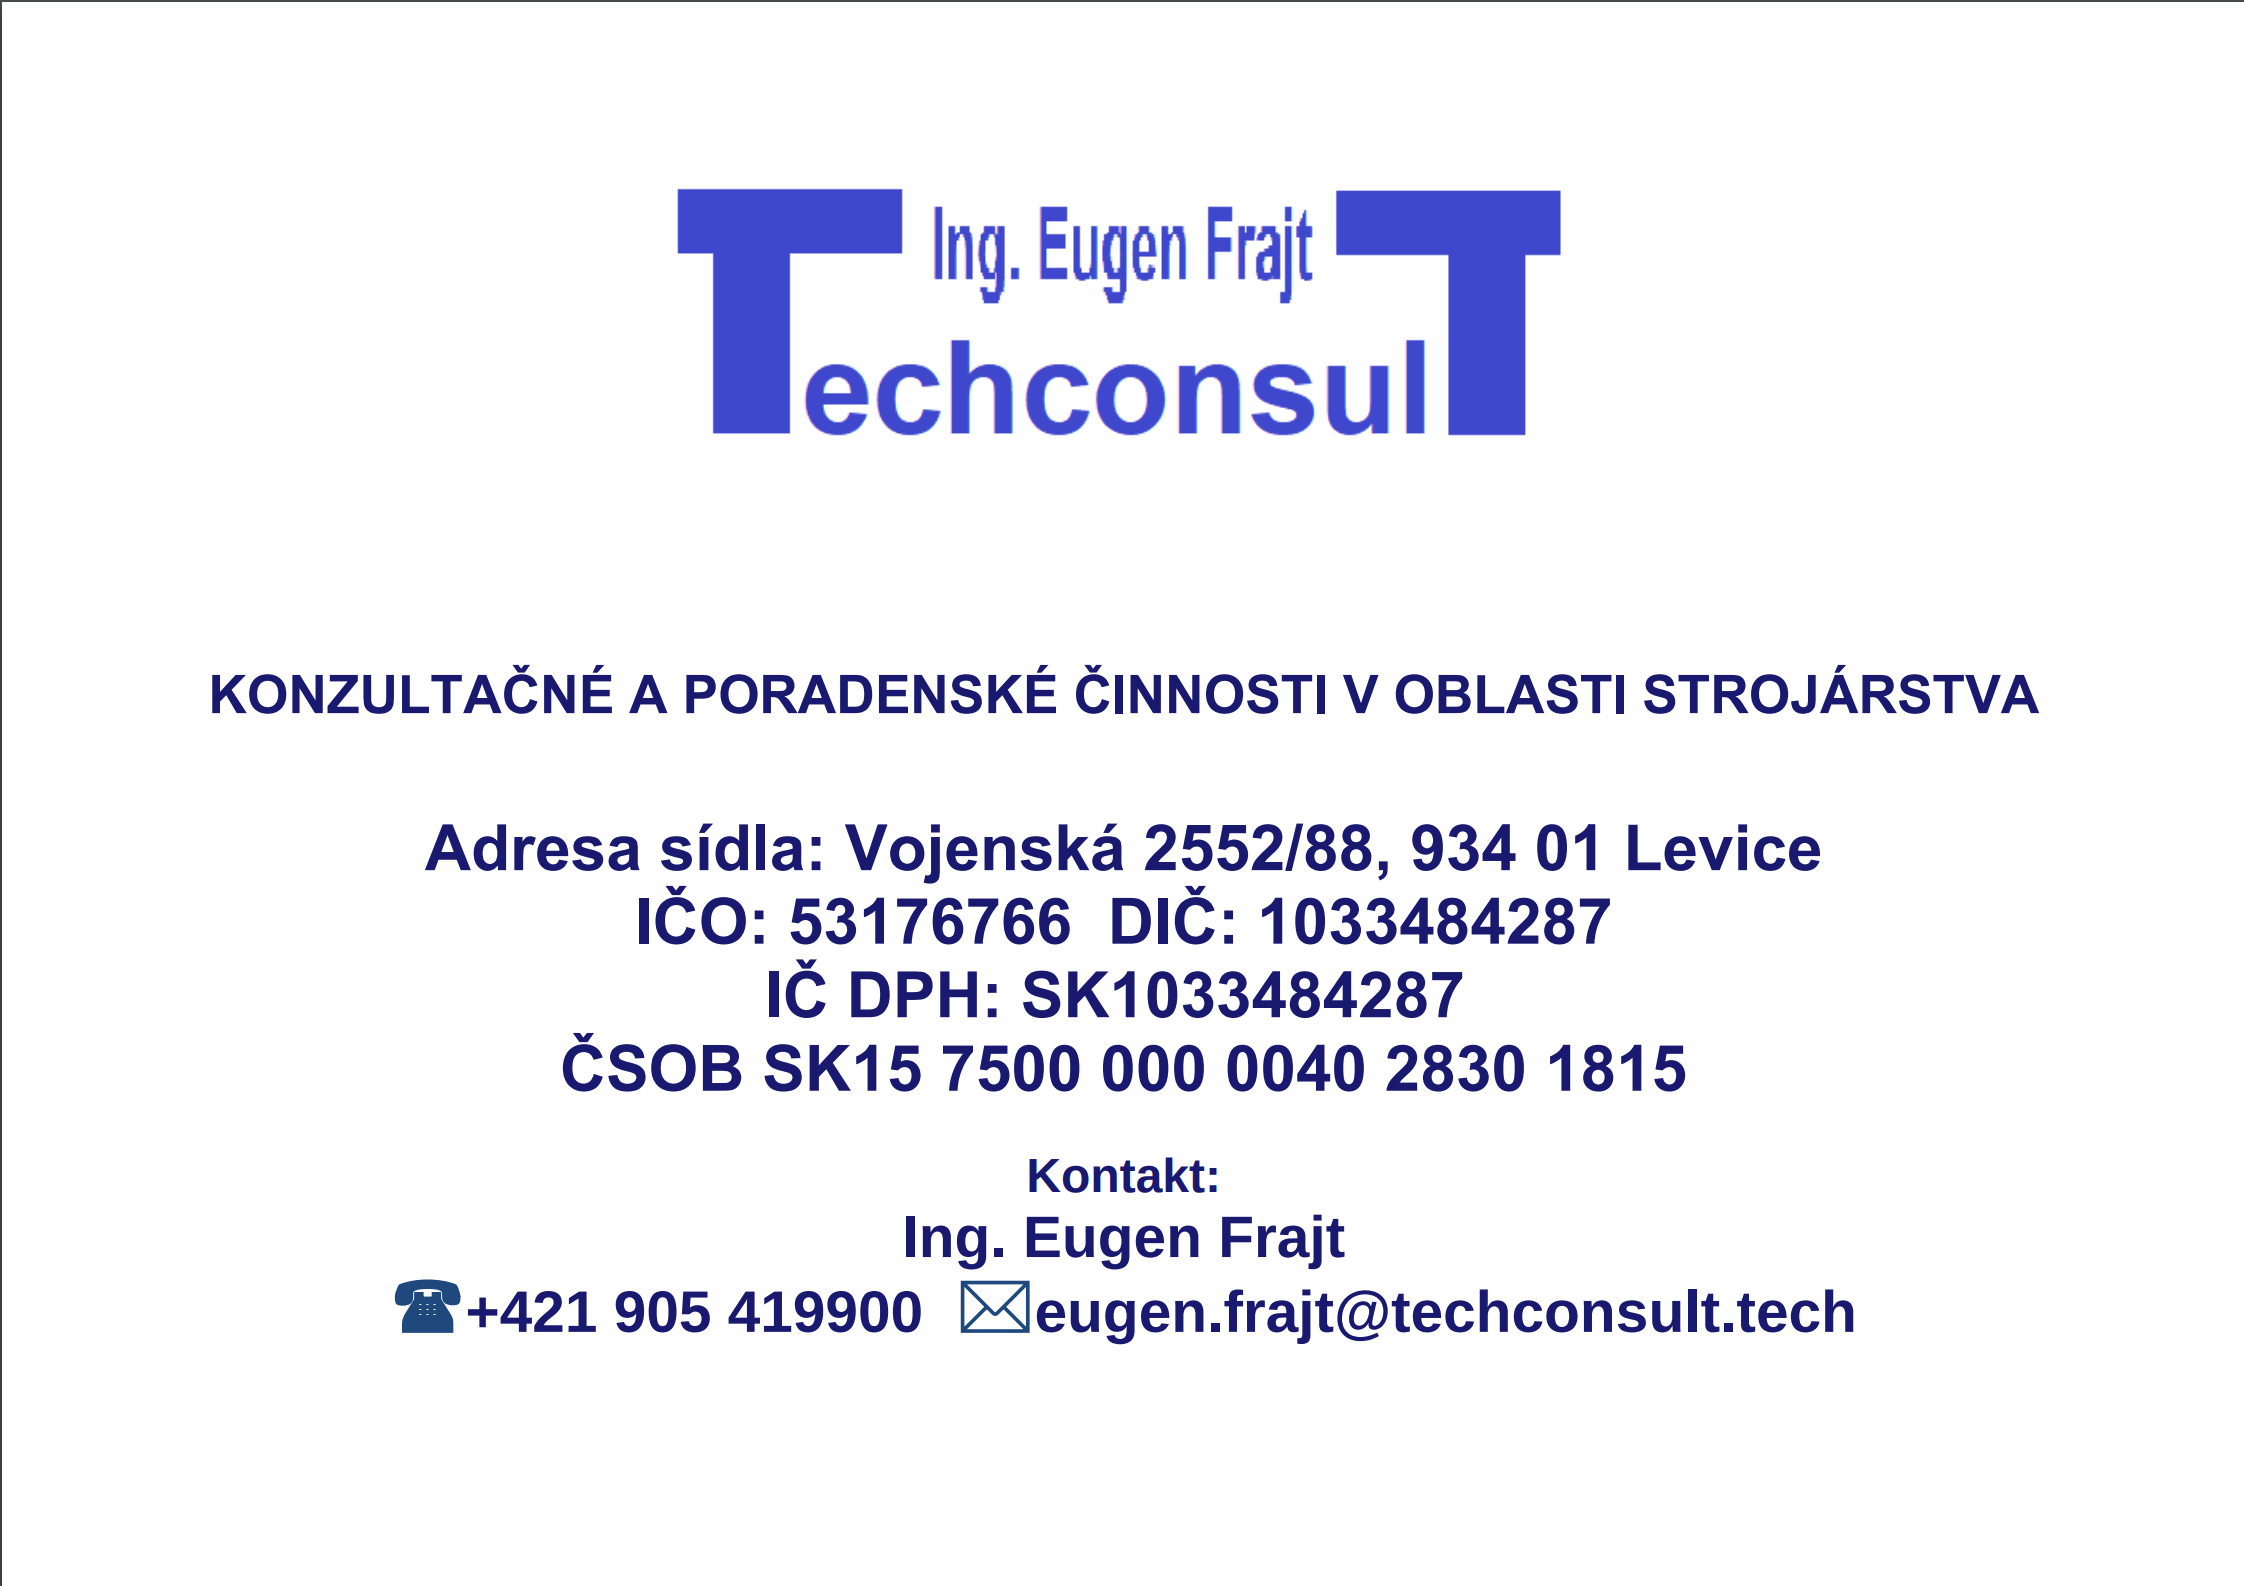 Ing. Eugen Frajt
TechconsulT
KONZULTAČNÉ A PORADENSKÉ ČINNOSTI V OBLASTI STROJÁRSTVA
Adresa sídla: Vojenská 2552/88, 934 01 Levice
IČO: 53176766 DIČ: 1033484287
IČ DPH: SK1033484287
ČSOB SK15 7500 000 0040 2830 1815
Kontakt:
Ing. Eugen Frajt
+421 905 419900 eugen.frajt@techconsult.tech